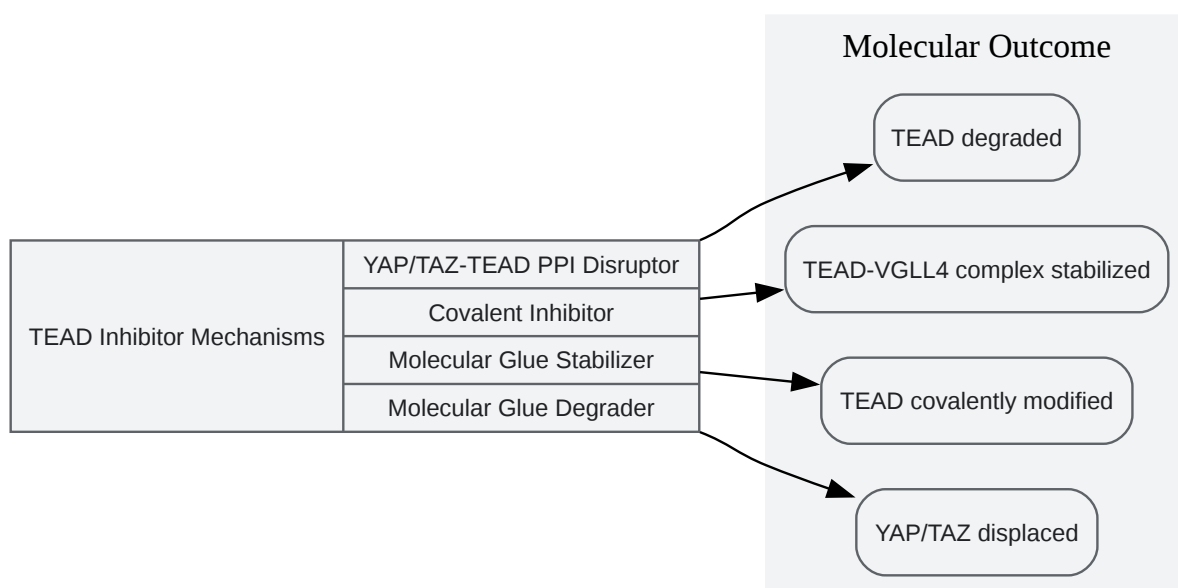 Molecular Outcome
TEAD degraded
TEAD-VGLL4 complex stabilized
TEAD covalently modified
YAP/TAZ displaced
TEAD Inhibitor Mechanisms
YAP/TAZ-TEAD PPI Disruptor
Covalent Inhibitor
Molecular Glue Stabilizer
Molecular Glue Degrader